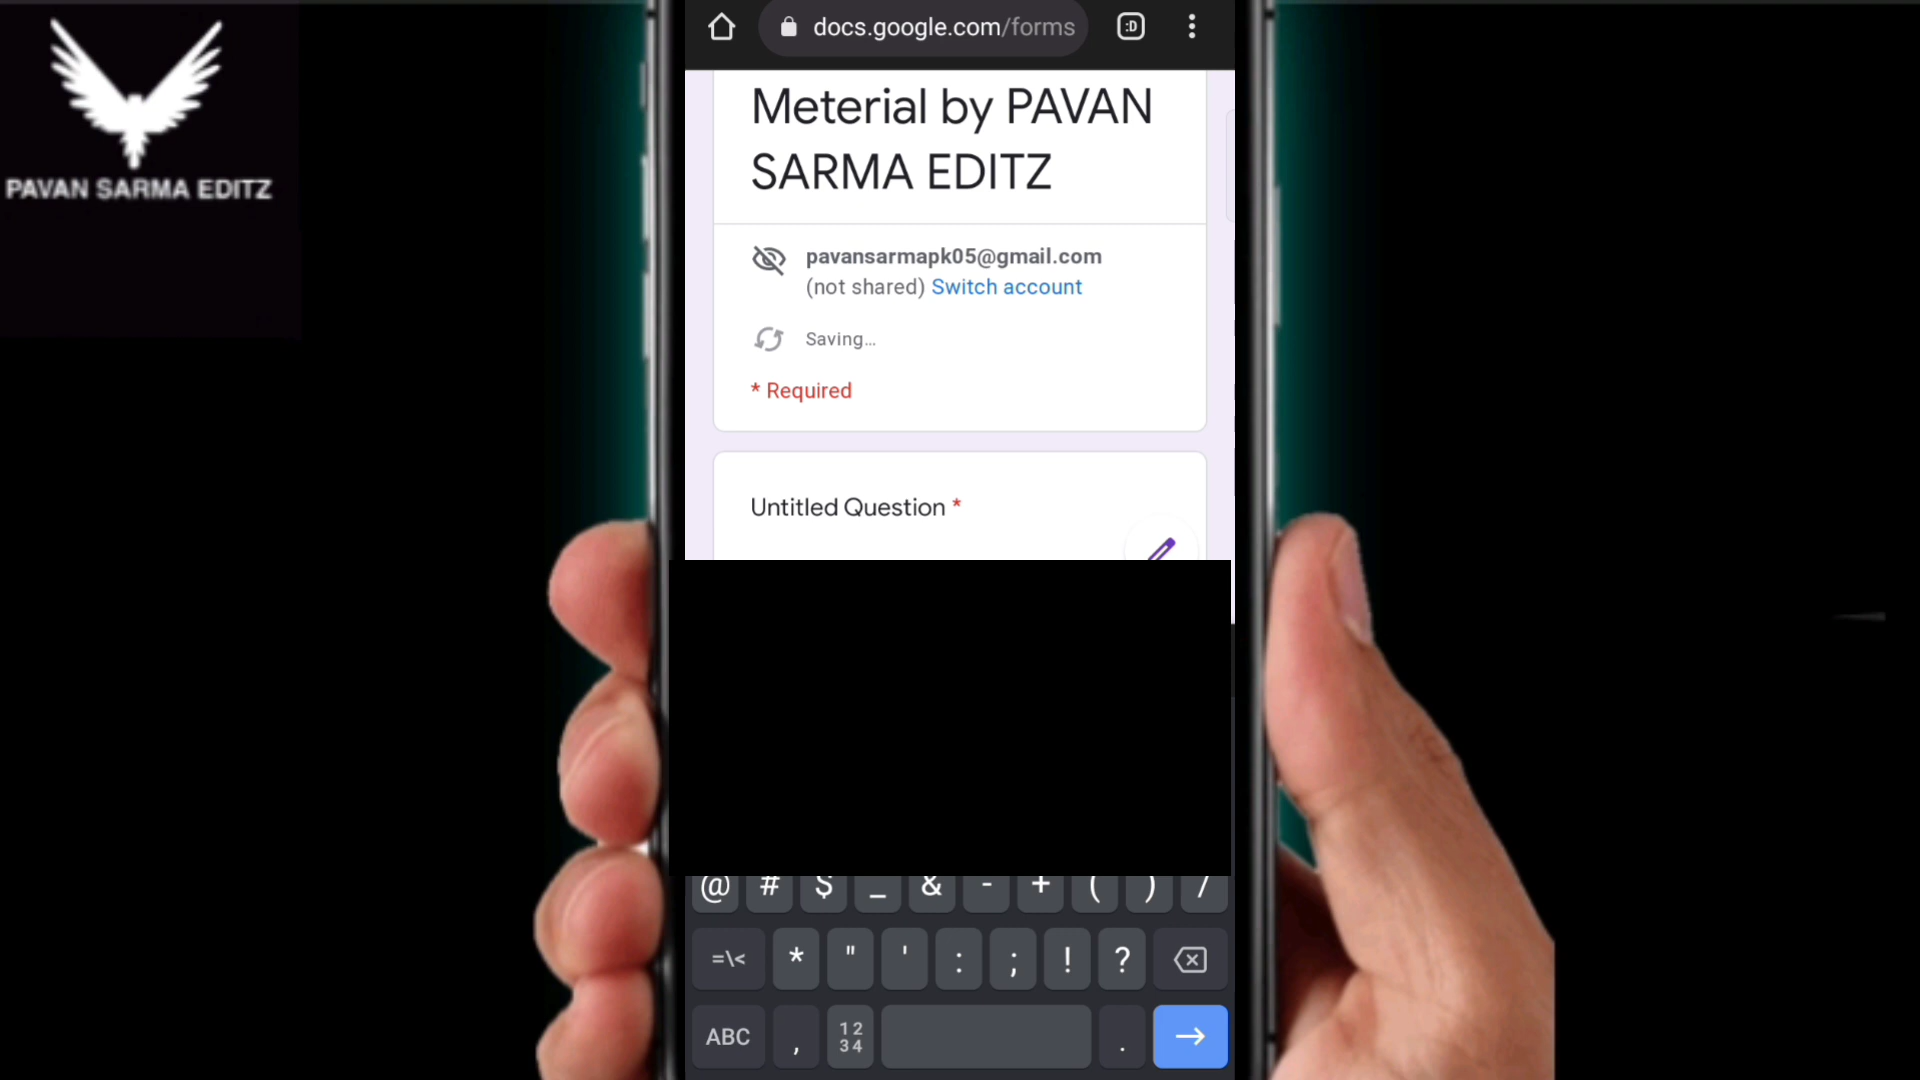 PAVAN SARMA EDITZ
docs.google.com/forms
:D
Meterial by PAVAN
SARMA EDITZ
pavansarmapk05@gmail.com
(not shared) Switch account
Saving...
* Required
Untitled Question *
@ # $ _ & - + ( ) /
=\< * " ' : ; ! ?
ABC , 12 34 .